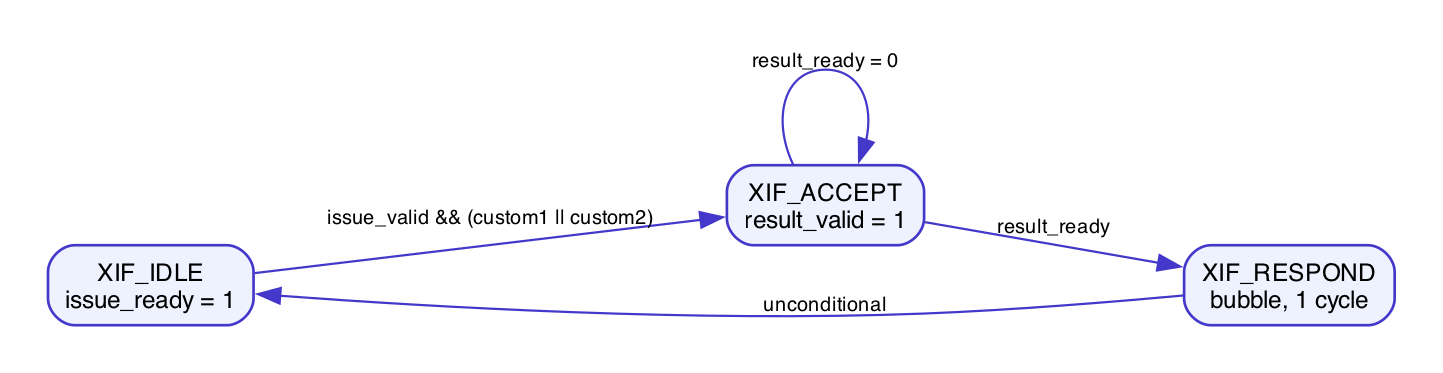 result_ready = 0
XIF_ACCEPT
result_valid = 1
issue_valid && (custom1 || custom2)
result_ready
XIF_IDLE
issue_ready = 1
XIF_RESPOND
bubble, 1 cycle
unconditional